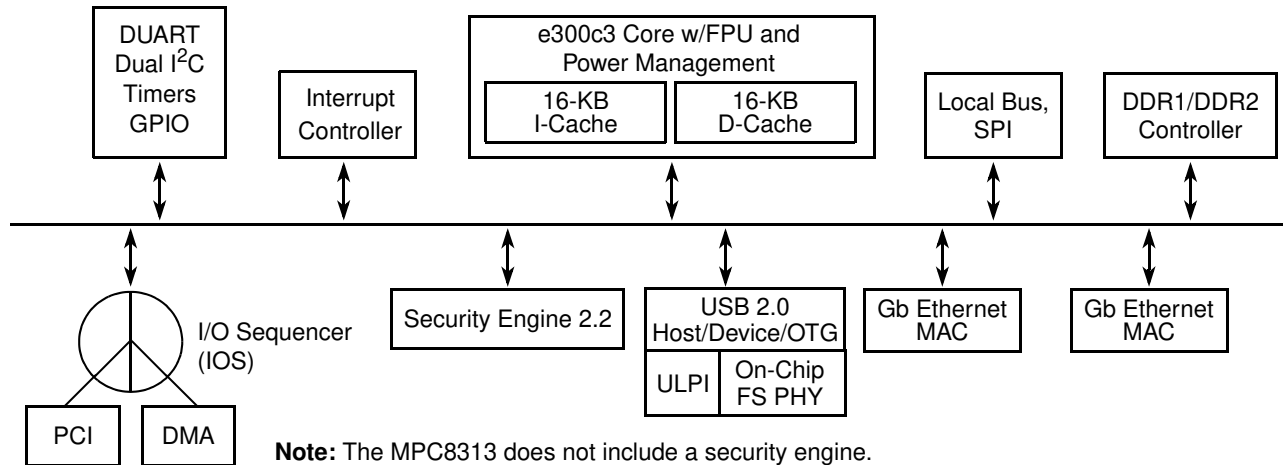 DUART
Dual I²C
Timers
GPIO
Interrupt
Controller
e300c3 Core w/FPU and
Power Management
16-KB
I-Cache
16-KB
D-Cache
Local Bus,
SPI
DDR1/DDR2
Controller
I/O Sequencer
(IOS)
PCI
DMA
Security Engine 2.2
USB 2.0
Host/Device/OTG
ULPI
On-Chip
FS PHY
Gb Ethernet
MAC
Gb Ethernet
MAC
Note: The MPC8313 does not include a security engine.